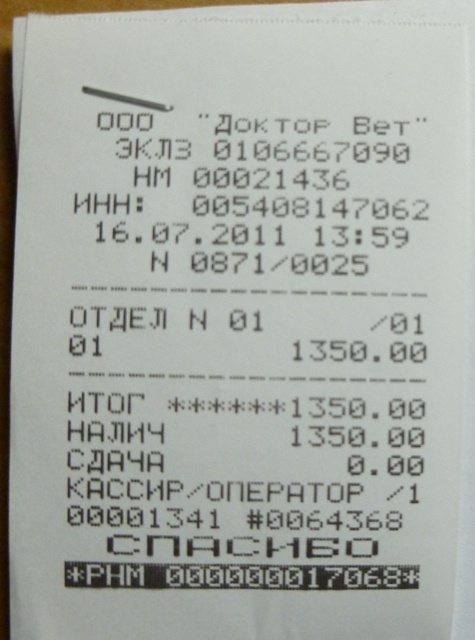 ООО "Доктор Вет"
ЭКЛЗ 0106667090
НМ 00021436
ИНН: 005408147062
16.07.2011 13:59
N 0871/0025
ОТДЕЛ N 01 /01
01 1350.00
ИТОГ ******1350.00
НАЛИЧ 1350.00
СДАЧА 0.00
КАССИР/ОПЕРАТОР /1
00001341 #0064368
СПАСИБО
*РНМ 000000017068*